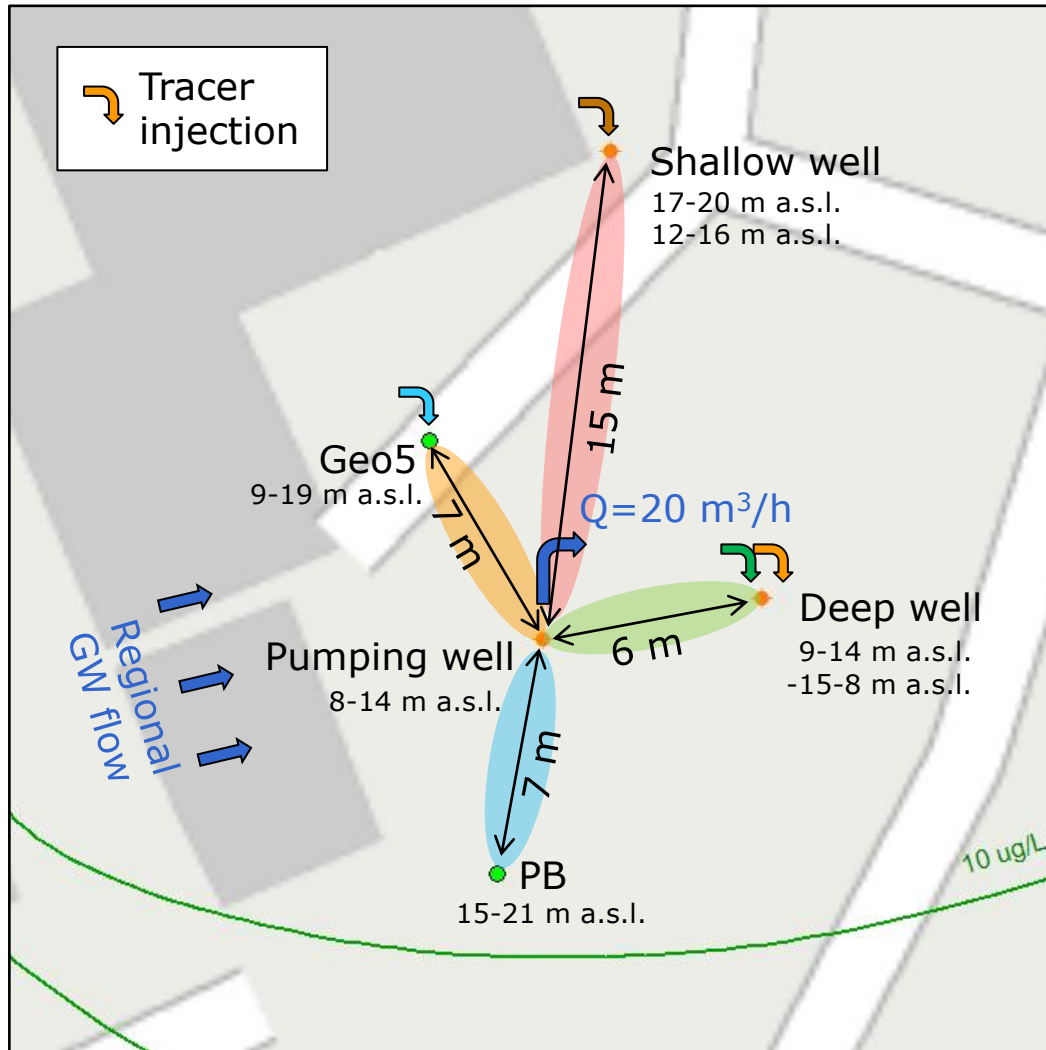 Tracer
injection
Shallow well
17-20 m a.s.l.
12-16 m a.s.l.
15 m
Geo5
9-19 m a.s.l.
7 m
Q=20 m³/h
Deep well
9-14 m a.s.l.
-15-8 m a.s.l.
6 m
Pumping well
8-14 m a.s.l.
Regional
GW flow
7 m
PB
15-21 m a.s.l.
10 ug/L